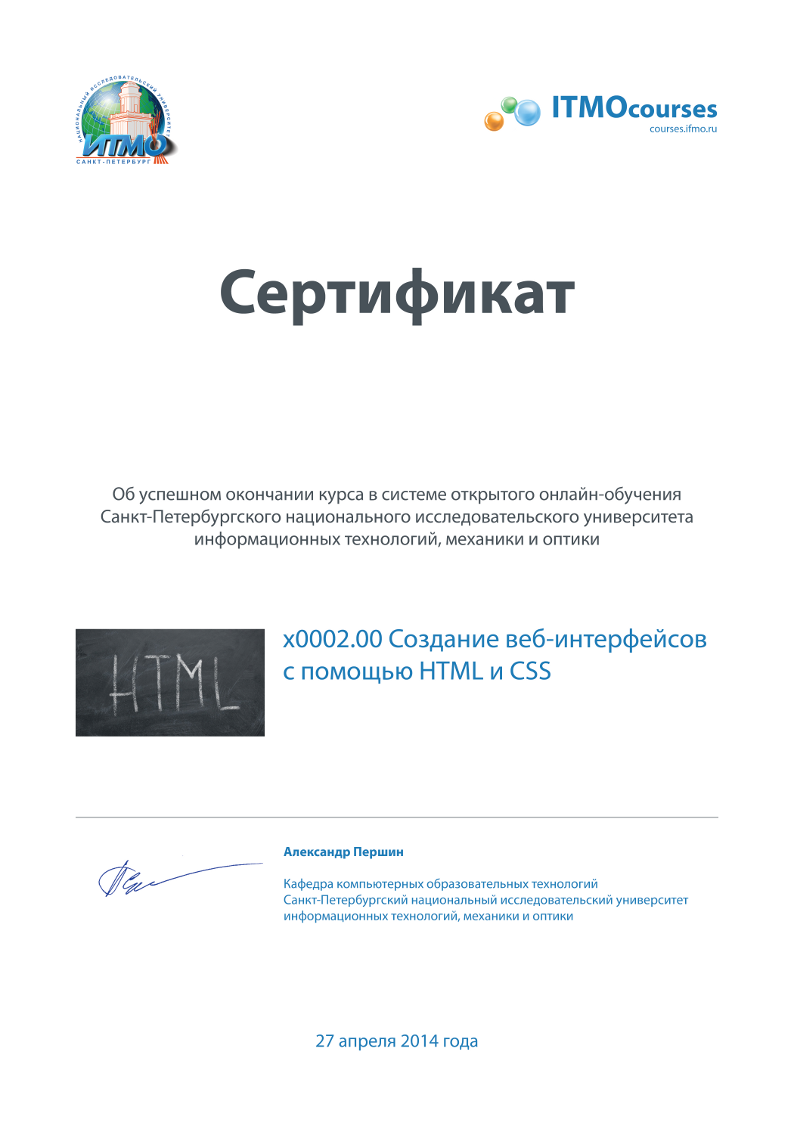 НАЦИОНАЛЬНЫЙ ИССЛЕДОВАТЕЛЬСКИЙ УНИВЕРСИТЕТ
ИТМО
САНКТ-ПЕТЕРБУРГ
ITMOcourses
courses.ifmo.ru
Сертификат
Об успешном окончании курса в системе открытого онлайн-обучения
Санкт-Петербургского национального исследовательского университета
информационных технологий, механики и оптики
HTML
x0002.00 Создание веб-интерфейсов
с помощью HTML и CSS
Александр Першин
Кафедра компьютерных образовательных технологий
Санкт-Петербургский национальный исследовательский университет
информационных технологий, механики и оптики
27 апреля 2014 года